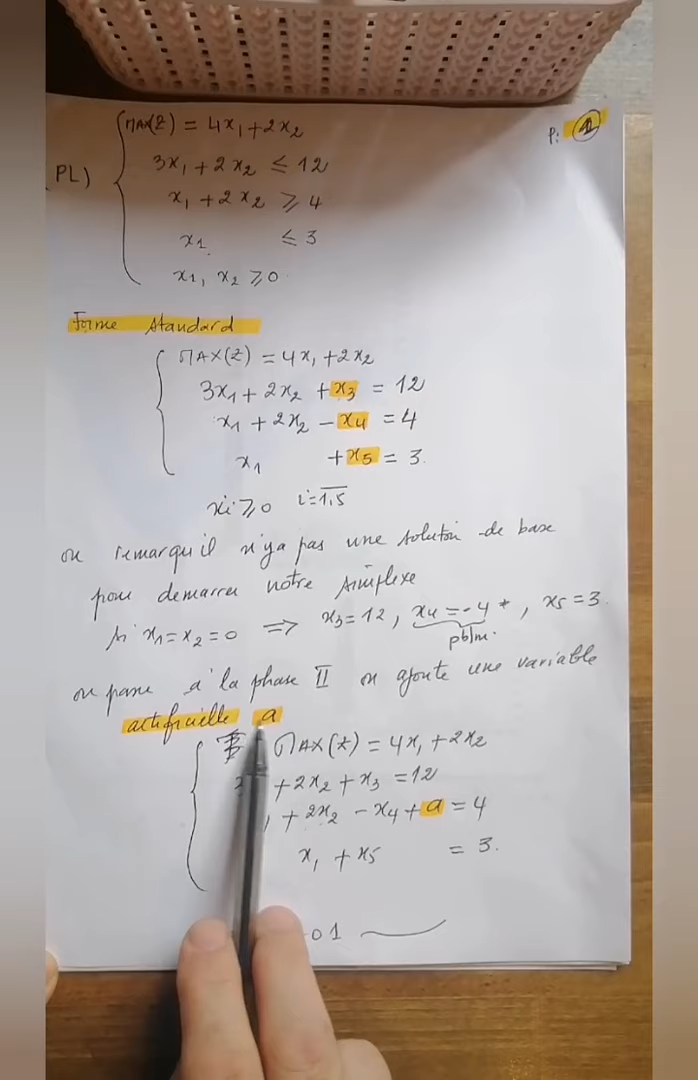 P: 1
MAX(Z) = 4x₁ + 2x₂
PL) 3x₁ + 2x₂ ≤ 12
x₁ + 2x₂ ≥ 4
x₁ ≤ 3
x₁, x₂ ≥ 0
Forme standard
MAX(Z) = 4x₁ + 2x₂
3x₁ + 2x₂ + x₃ = 12
x₁ + 2x₂ - x₄ = 4
x₁ + x₅ = 3.
xi ≥ 0 i = 1,5
on remarqu'il n'ya pas une solution de base
pour demarrer notre simplexe
si x₁ = x₂ = 0 ⇒ x₃ = 12, x₄ = -4 *, x₅ = 3.
pblm.
on passe a' la phase II on ajoute une variable
artificielle a
MAX(Z) = 4x₁ + 2x₂
+ 2x₂ + x₃ = 12
+ 2x₂ - x₄ + a = 4
x₁ + x₅ = 3.
01